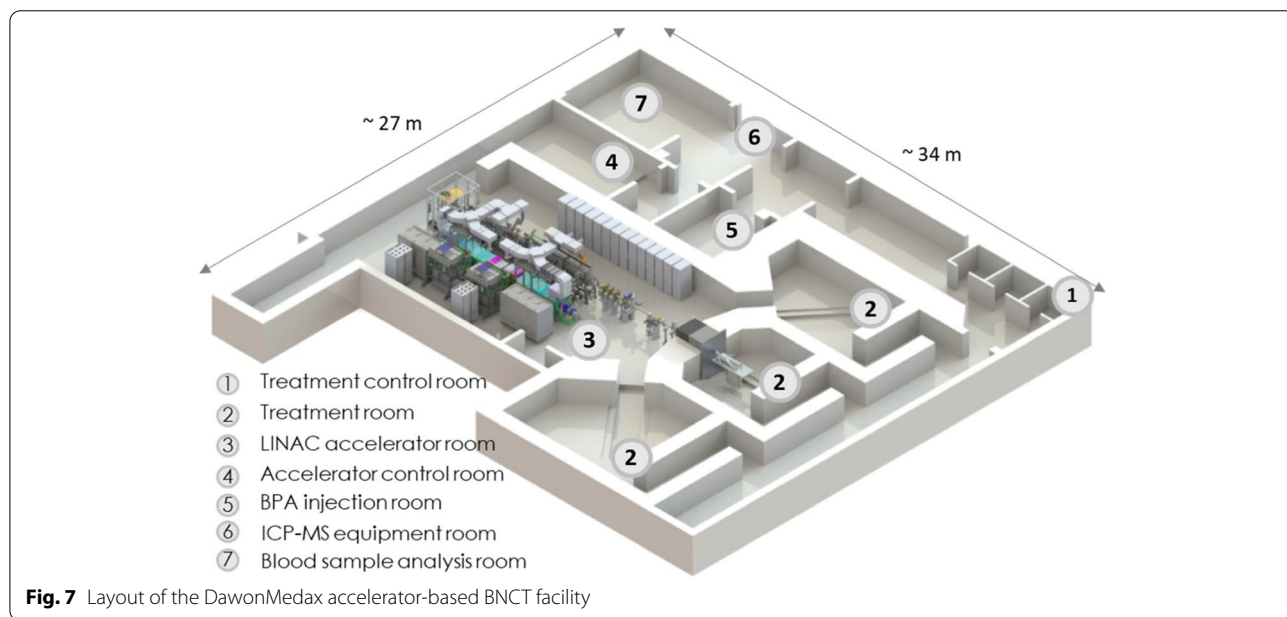 ~ 27 m
~ 34 m
7
6
4
5
1
2
3
2
2
1 Treatment control room
2 Treatment room
3 LINAC accelerator room
4 Accelerator control room
5 BPA injection room
6 ICP-MS equipment room
7 Blood sample analysis room
Fig. 7 Layout of the DawonMedax accelerator-based BNCT facility